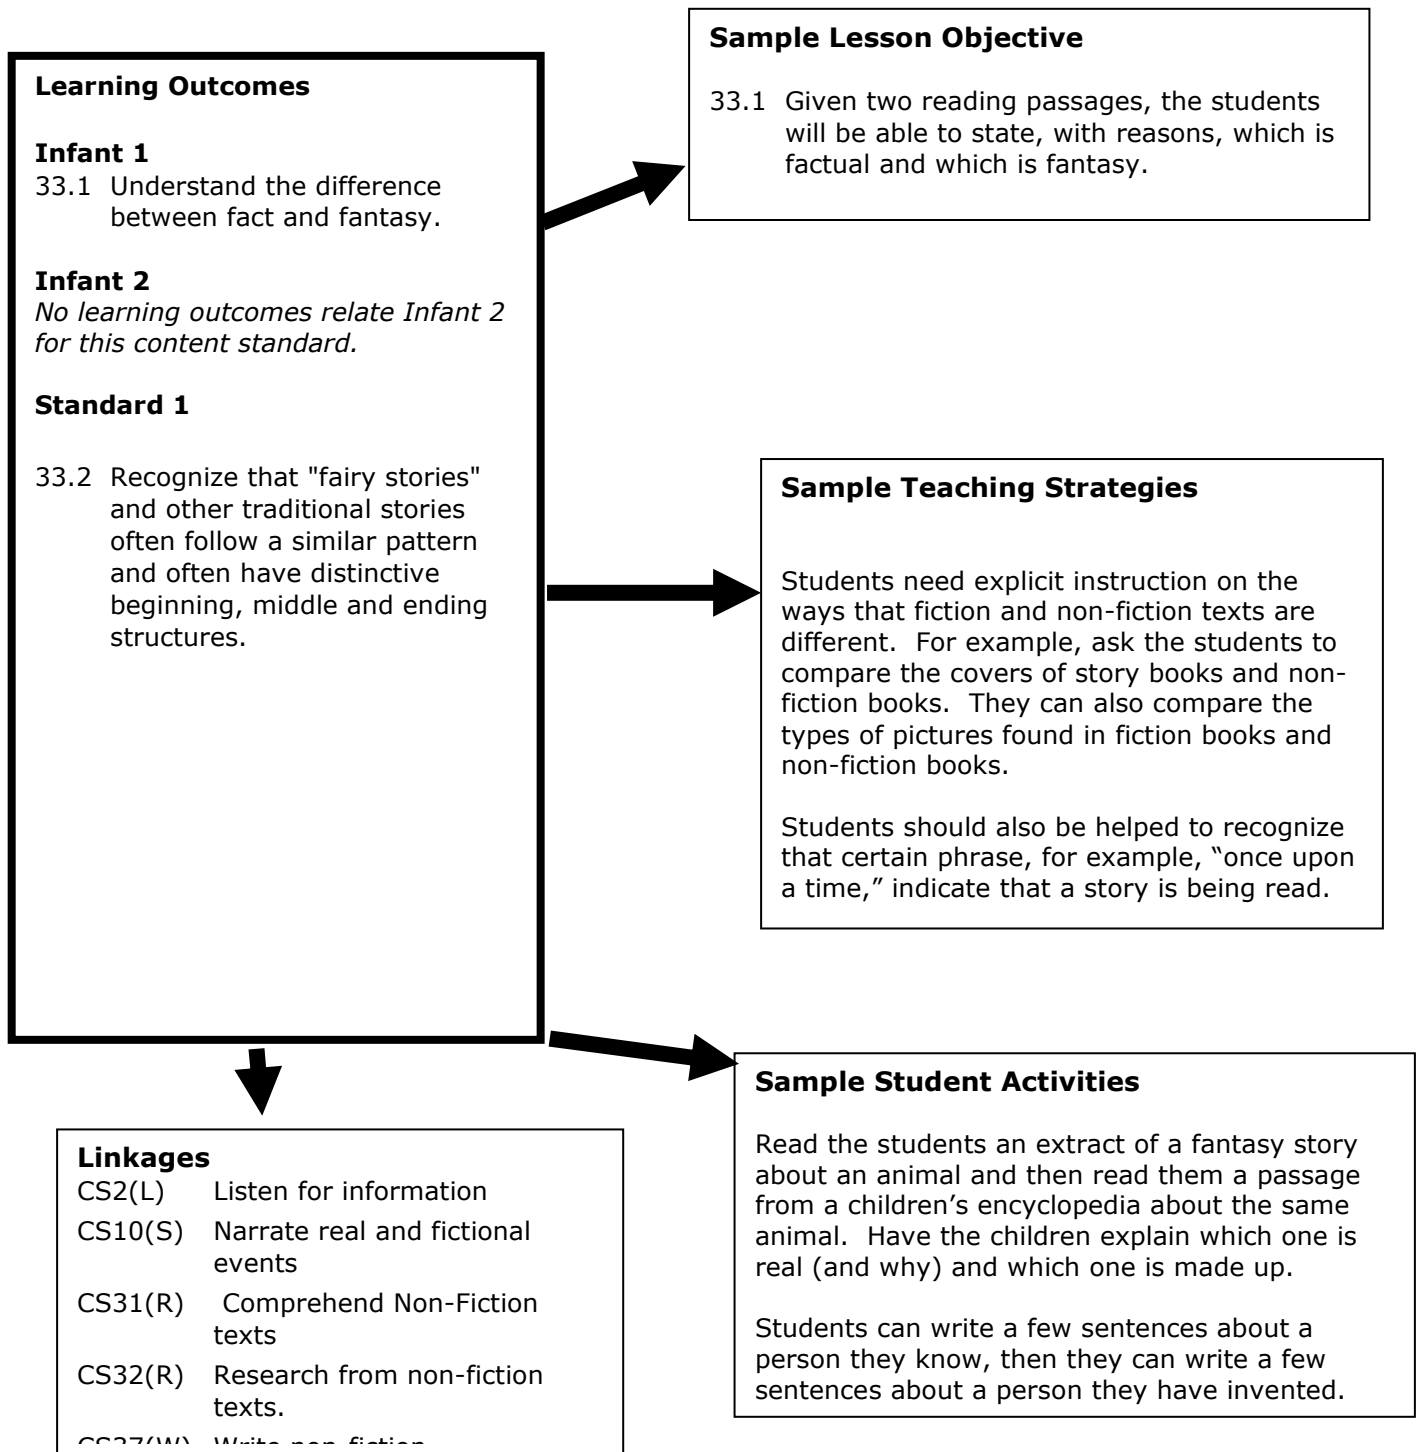 Learning Outcomes
Infant 1
33.1 Understand the difference
between fact and fantasy.
Infant 2
No learning outcomes relate Infant 2
for this content standard.
Standard 1
33.2 Recognize that "fairy stories"
and other traditional stories
often follow a similar pattern
and often have distinctive
beginning, middle and ending
structures.
Sample Lesson Objective
33.1 Given two reading passages, the students
will be able to state, with reasons, which is
factual and which is fantasy.
Sample Teaching Strategies
Students need explicit instruction on the
ways that fiction and non-fiction texts are
different. For example, ask the students to
compare the covers of story books and non-
fiction books. They can also compare the
types of pictures found in fiction books and
non-fiction books.
Students should also be helped to recognize
that certain phrase, for example, “once upon
a time,” indicate that a story is being read.
Sample Student Activities
Read the students an extract of a fantasy story
about an animal and then read them a passage
from a children’s encyclopedia about the same
animal. Have the children explain which one is
real (and why) and which one is made up.
Students can write a few sentences about a
person they know, then they can write a few
sentences about a person they have invented.
Linkages
CS2(L) Listen for information
CS10(S) Narrate real and fictional
events
CS31(R) Comprehend Non-Fiction
texts
CS32(R) Research from non-fiction
texts.
CS37(W) Write non-fiction